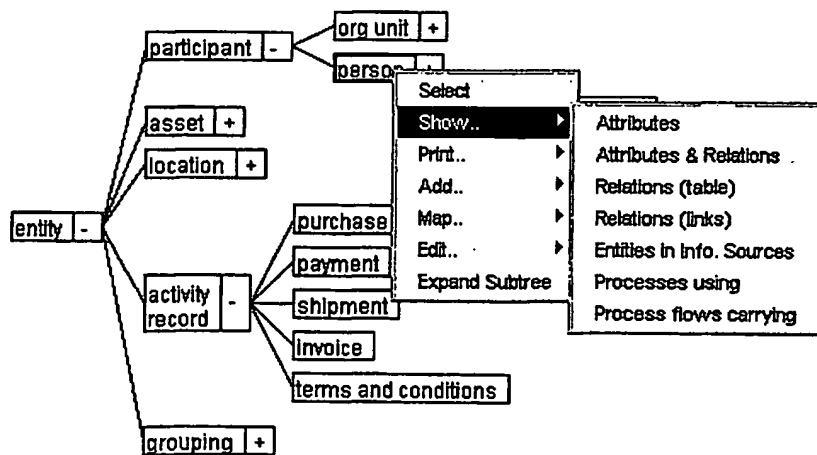 org unit +
participant -
person +
Select
asset +
Show..
Attributes
Print..
Attributes & Relations
location +
Add..
Relations (table)
purchase
Map..
Relations (links)
entity -
payment
Edit..
Entities in Info. Sources
activity
record -
shipment
Expand Subtree
Processes using
Process flows carrying
invoice
terms and conditions
grouping +